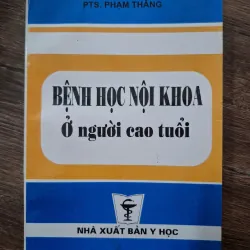 PTS. PHẠM THẮNG
BỆNH HỌC NỘI KHOA
Ở người cao tuổi
NHÀ XUẤT BẢN Y HỌC